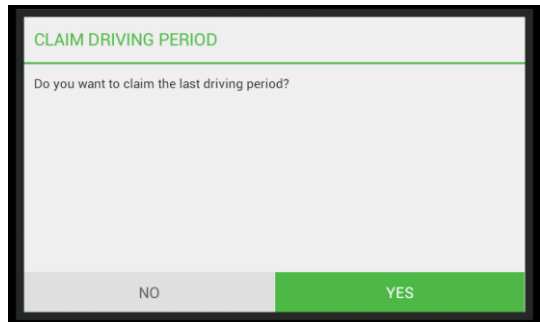 CLAIM DRIVING PERIOD
Do you want to claim the last driving period?
NO
YES